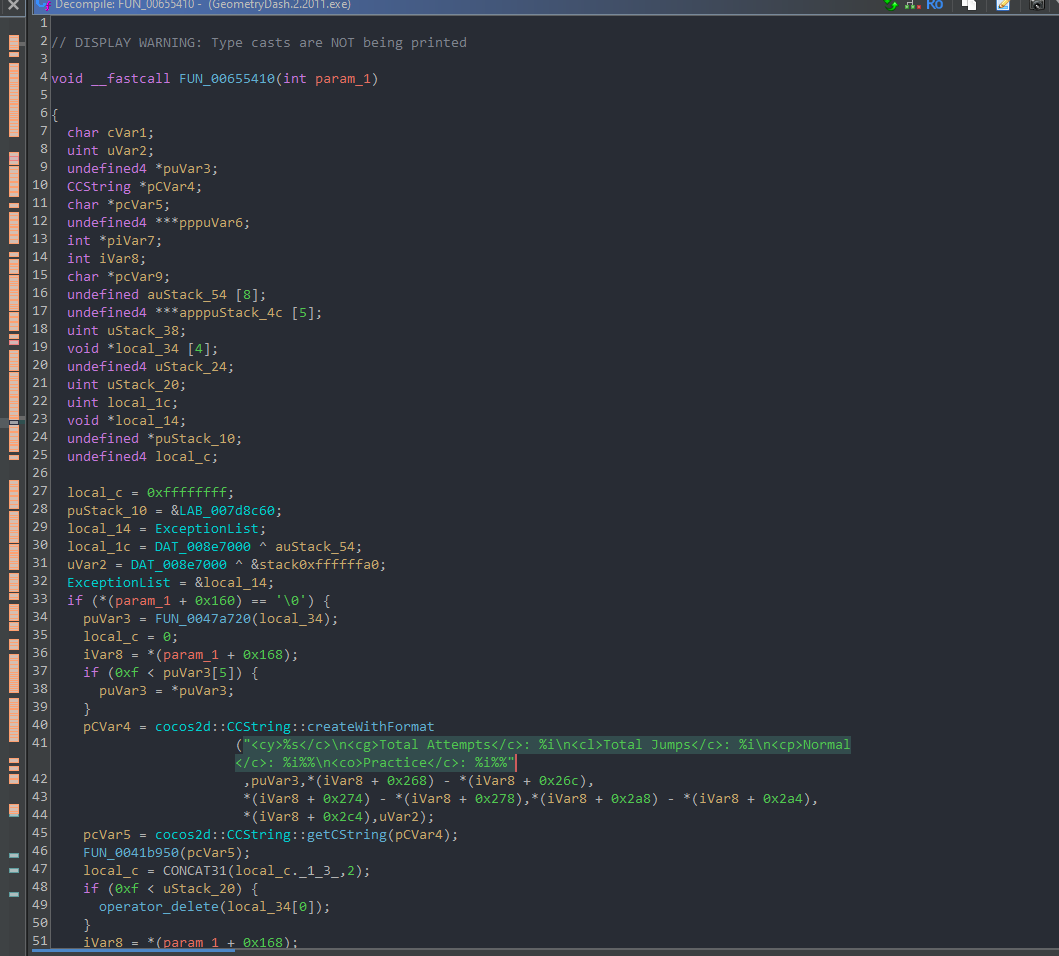 Decompile: FUN_00655410 - (GeometryDash.2.2011.exe)
1
2 // DISPLAY WARNING: Type casts are NOT being printed
3
4 void __fastcall FUN_00655410(int param_1)
5
6 {
7 char cVar1;
8 uint uVar2;
9 undefined4 *puVar3;
10 CCString *pCVar4;
11 char *pcVar5;
12 undefined4 ***pppuVar6;
13 int *piVar7;
14 int iVar8;
15 char *pcVar9;
16 undefined auStack_54 [8];
17 undefined4 ***apppuStack_4c [5];
18 uint uStack_38;
19 void *local_34 [4];
20 undefined4 uStack_24;
21 uint uStack_20;
22 uint local_1c;
23 void *local_14;
24 undefined *puStack_10;
25 undefined4 local_c;
26
27 local_c = 0xffffffff;
28 puStack_10 = &LAB_007d8c60;
29 local_14 = ExceptionList;
30 local_1c = DAT_008e7000 ^ auStack_54;
31 uVar2 = DAT_008e7000 ^ &stack0xffffffa0;
32 ExceptionList = &local_14;
33 if (*(param_1 + 0x160) == '\0') {
34 puVar3 = FUN_0047a720(local_34);
35 local_c = 0;
36 iVar8 = *(param_1 + 0x168);
37 if (0xf < puVar3[5]) {
38 puVar3 = *puVar3;
39 }
40 pCVar4 = cocos2d::CCString::createWithFormat
41 ("<cy>%s</c>\n<cg>Total Attempts</c>: %i\n<cl>Total Jumps</c>: %i\n<cp>Normal
</c>: %i%%\n<co>Practice</c>: %i%%"
42 ,puVar3,*(iVar8 + 0x268) - *(iVar8 + 0x26c),
43 *(iVar8 + 0x274) - *(iVar8 + 0x278),*(iVar8 + 0x2a8) - *(iVar8 + 0x2a4),
44 *(iVar8 + 0x2c4),uVar2);
45 pcVar5 = cocos2d::CCString::getCString(pCVar4);
46 FUN_0041b950(pcVar5);
47 local_c = CONCAT31(local_c._1_3_,2);
48 if (0xf < uStack_20) {
49 operator_delete(local_34[0]);
50 }
51 iVar8 = *(param_1 + 0x168);